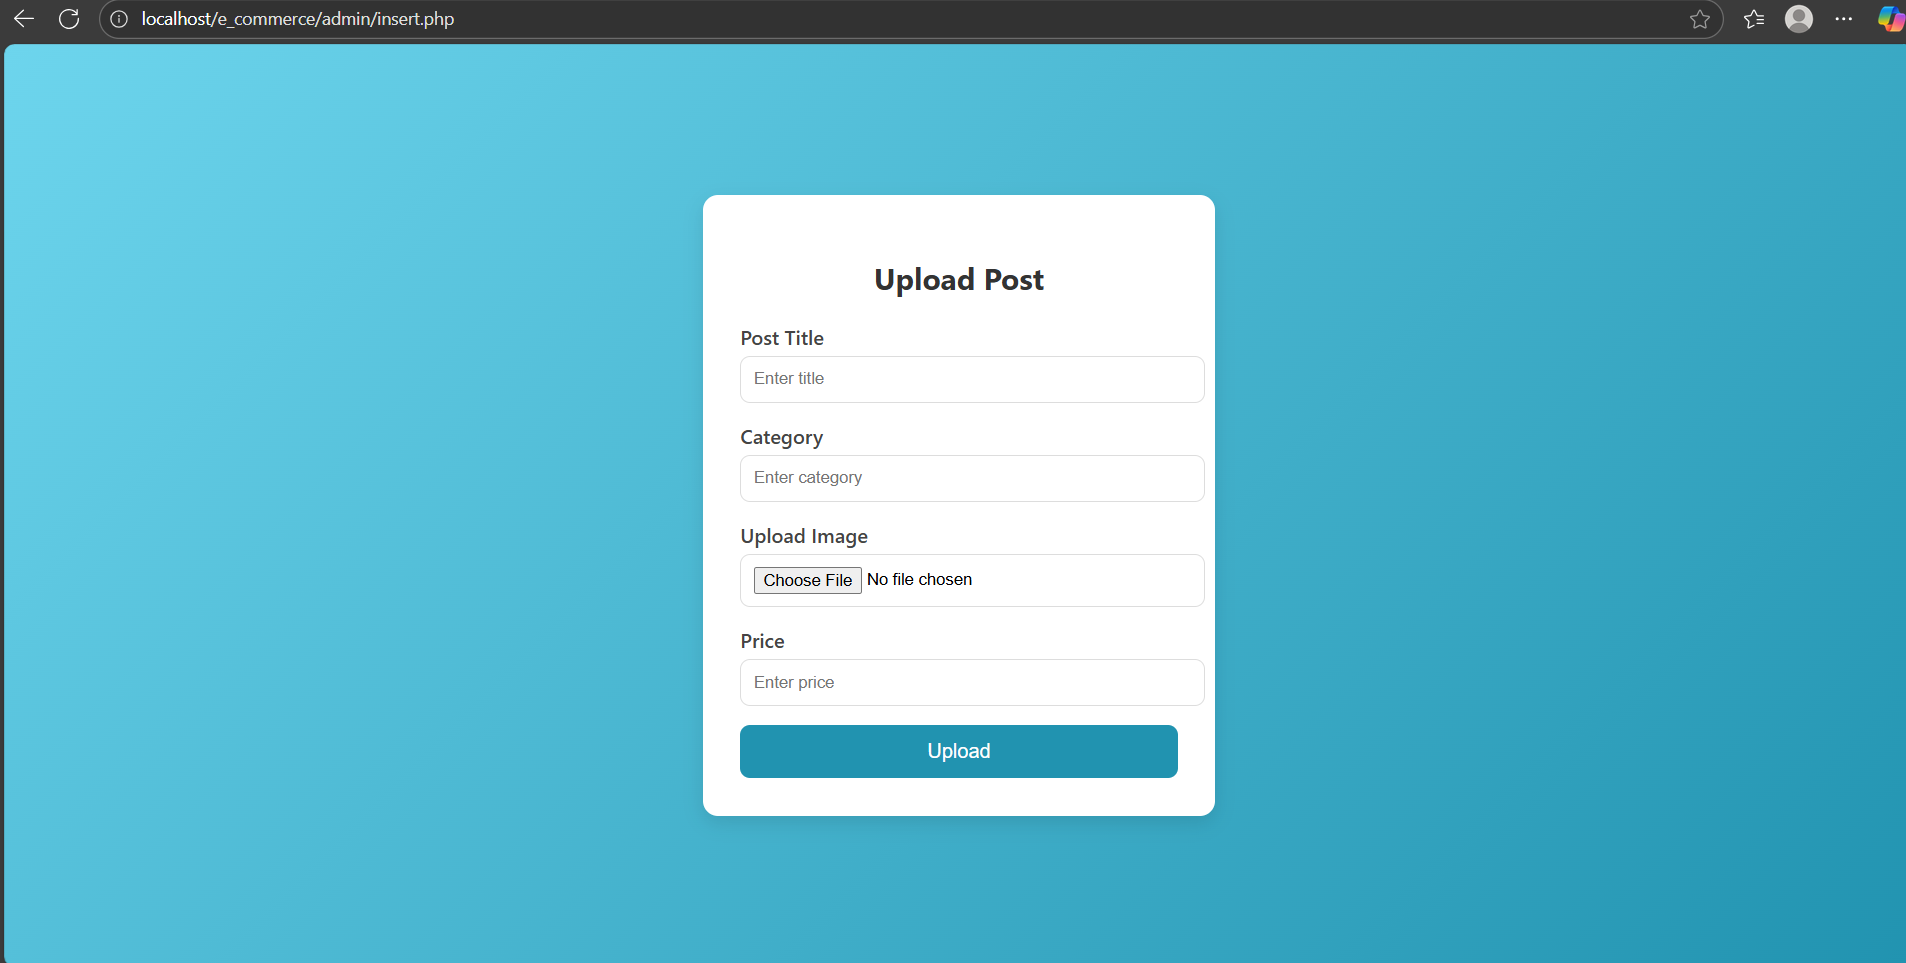 localhost/e_commerce/admin/insert.php
Upload Post
Post Title
Enter title
Category
Enter category
Upload Image
Choose File No file chosen
Price
Enter price
Upload